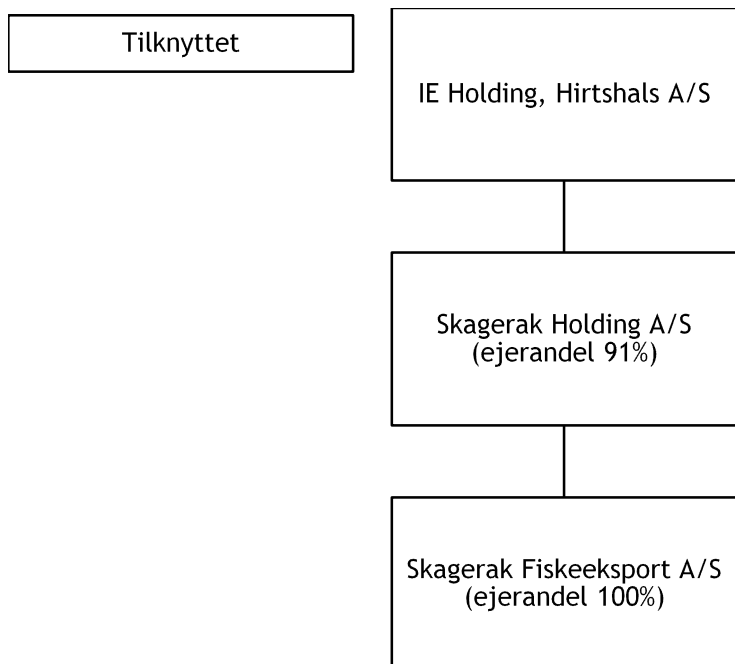 Tilknyttet
IE Holding, Hirtshals A/S
Skagerak Holding A/S
(ejerandel 91%)
Skagerak Fiskeeksport A/S
(ejerandel 100%)